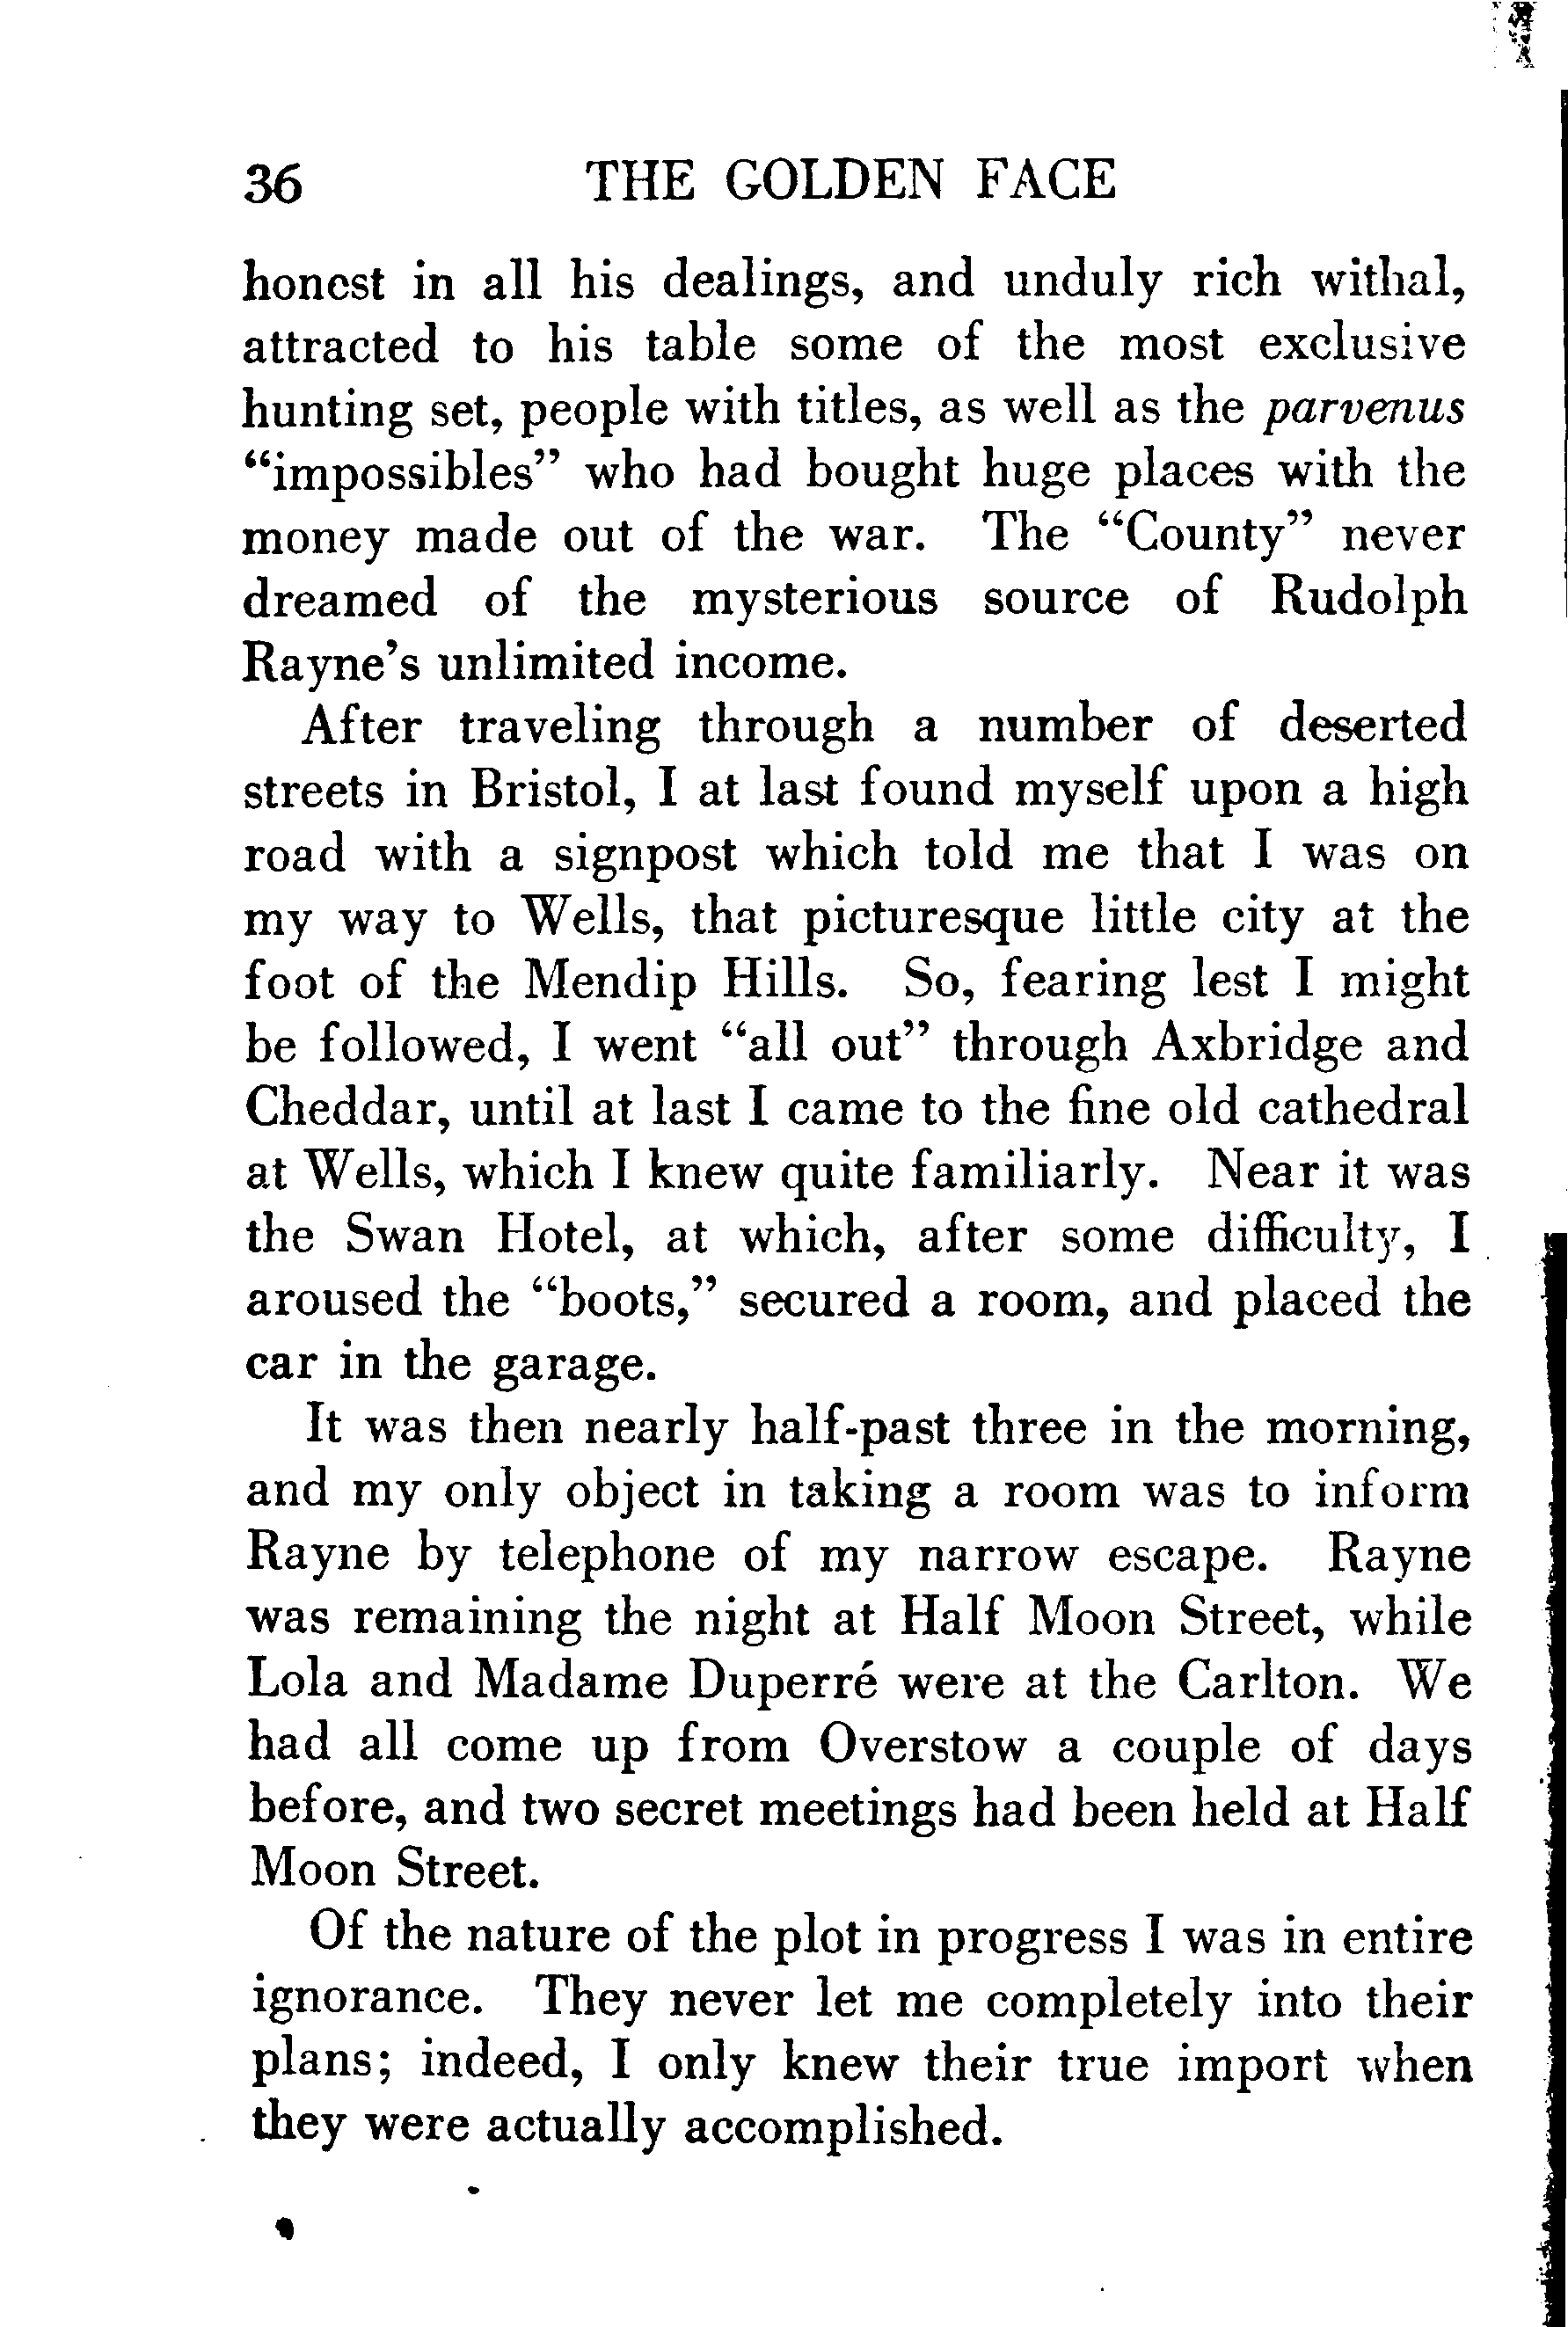 36 THE GOLDEN FACE
honest in all his dealings, and unduly rich withal,
attracted to his table some of the most exclusive
hunting set, people with titles, as well as the parvenus
“impossibles” who had bought huge places with the
money made out of the war. The “County” never
dreamed of the mysterious source of Rudolph
Rayne’s unlimited income.
After traveling through a number of deserted
streets in Bristol, I at last found myself upon a high
road with a signpost which told me that I was on
my way to Wells, that picturesque little city at the
foot of the Mendip Hills. So, fearing lest I might
be followed, I went “all out” through Axbridge and
Cheddar, until at last I came to the fine old cathedral
at Wells, which I knew quite familiarly. Near it was
the Swan Hotel, at which, after some difficulty, I
aroused the “boots,” secured a room, and placed the
car in the garage.
It was then nearly half-past three in the morning,
and my only object in taking a room was to inform
Rayne by telephone of my narrow escape. Rayne
was remaining the night at Half Moon Street, while
Lola and Madame Duperré were at the Carlton. We
had all come up from Overstow a couple of days
before, and two secret meetings had been held at Half
Moon Street.
Of the nature of the plot in progress I was in entire
ignorance. They never let me completely into their
plans; indeed, I only knew their true import when
they were actually accomplished.